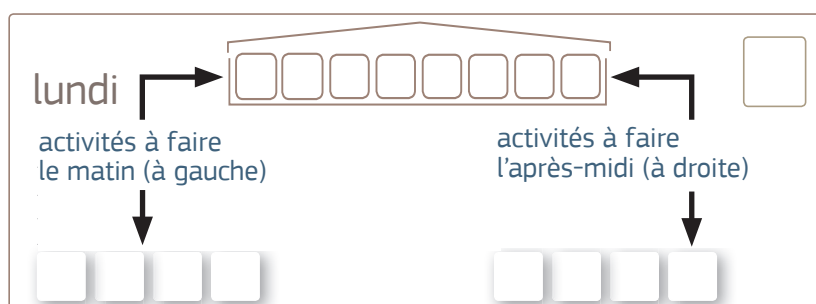 lundi
activités à faire
le matin (à gauche)
activités à faire
l'après-midi (à droite)